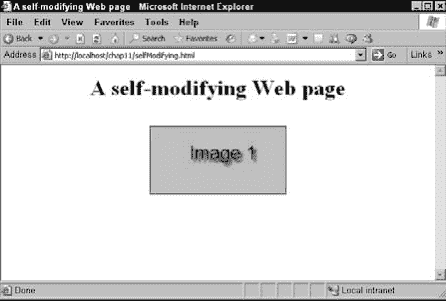 A self-modifying Web page - Microsoft Internet Explorer
File Edit View Favorites Tools Help
Back Search Favorites
Address http://localhost/chap11/selfModifying.html Go Links »
A self-modifying Web page
Image 1
Done Local intranet